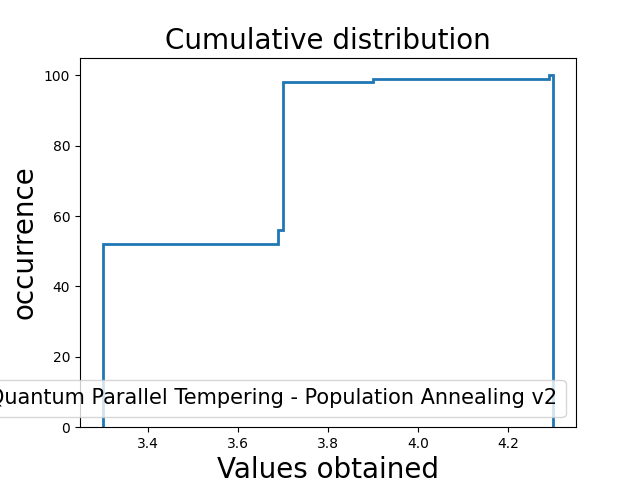 Cumulative distribution
occurrence
100
80
60
40
20
0
Quantum Parallel Tempering - Population Annealing v2
3.4 3.6 3.8 4.0 4.2
Values obtained